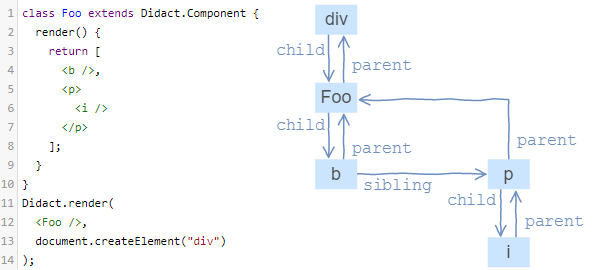 1 class Foo extends Didact.Component {
2   render() {
3     return [
4       <b />,
5       <p>
6         <i />
7       </p>
8     ];
9   }
10 }
11 Didact.render(
12   <Foo />,
13   document.createElement("div")
14 );
div
child
parent
Foo
child
parent
parent
b
sibling
p
child
parent
i